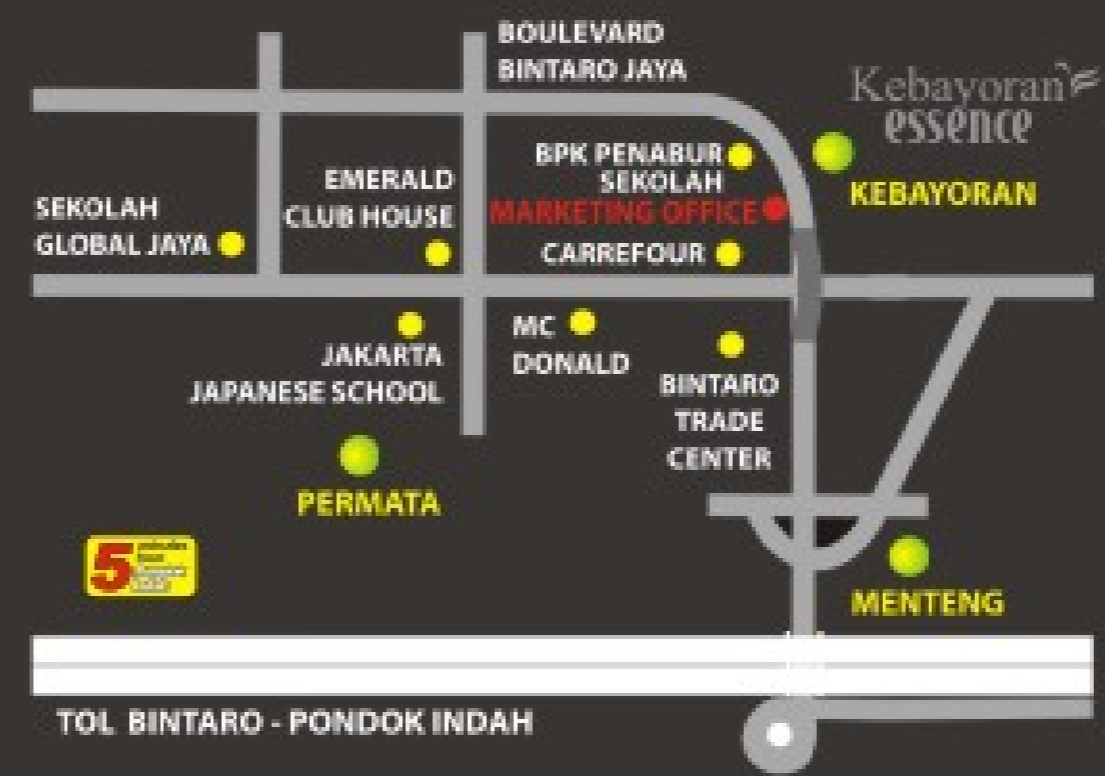 BOULEVARD
BINTARO JAYA
Kebayoran
essence
BPK PENABUR
SEKOLAH
MARKETING OFFICE
KEBAYORAN
EMERALD
CLUB HOUSE
SEKOLAH
GLOBAL JAYA
CARREFOUR
JAKARTA
JAPANESE SCHOOL
MC
DONALD
BINTARO
TRADE
CENTER
PERMATA
5
MENTENG
TOL BINTARO - PONDOK INDAH